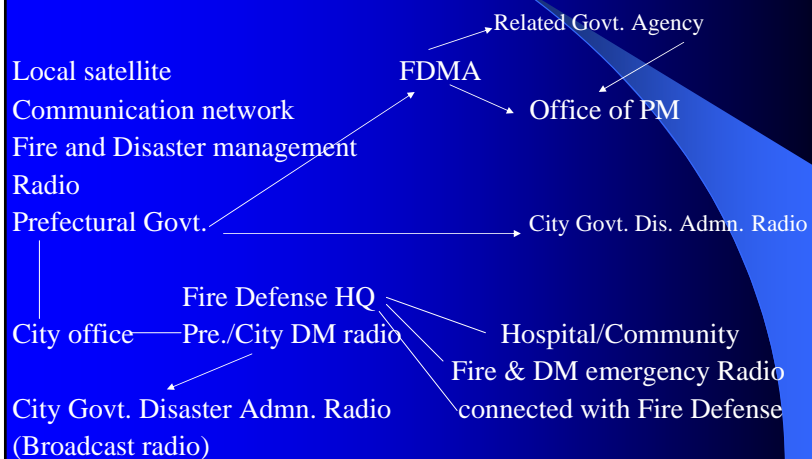 Related Govt. Agency
Local satellite FDMA
Communication network Office of PM
Fire and Disaster management
Radio
Prefectural Govt. City Govt. Dis. Admn. Radio
Fire Defense HQ
City office Pre./City DM radio Hospital/Community
Fire & DM emergency Radio
City Govt. Disaster Admn. Radio connected with Fire Defense
(Broadcast radio)